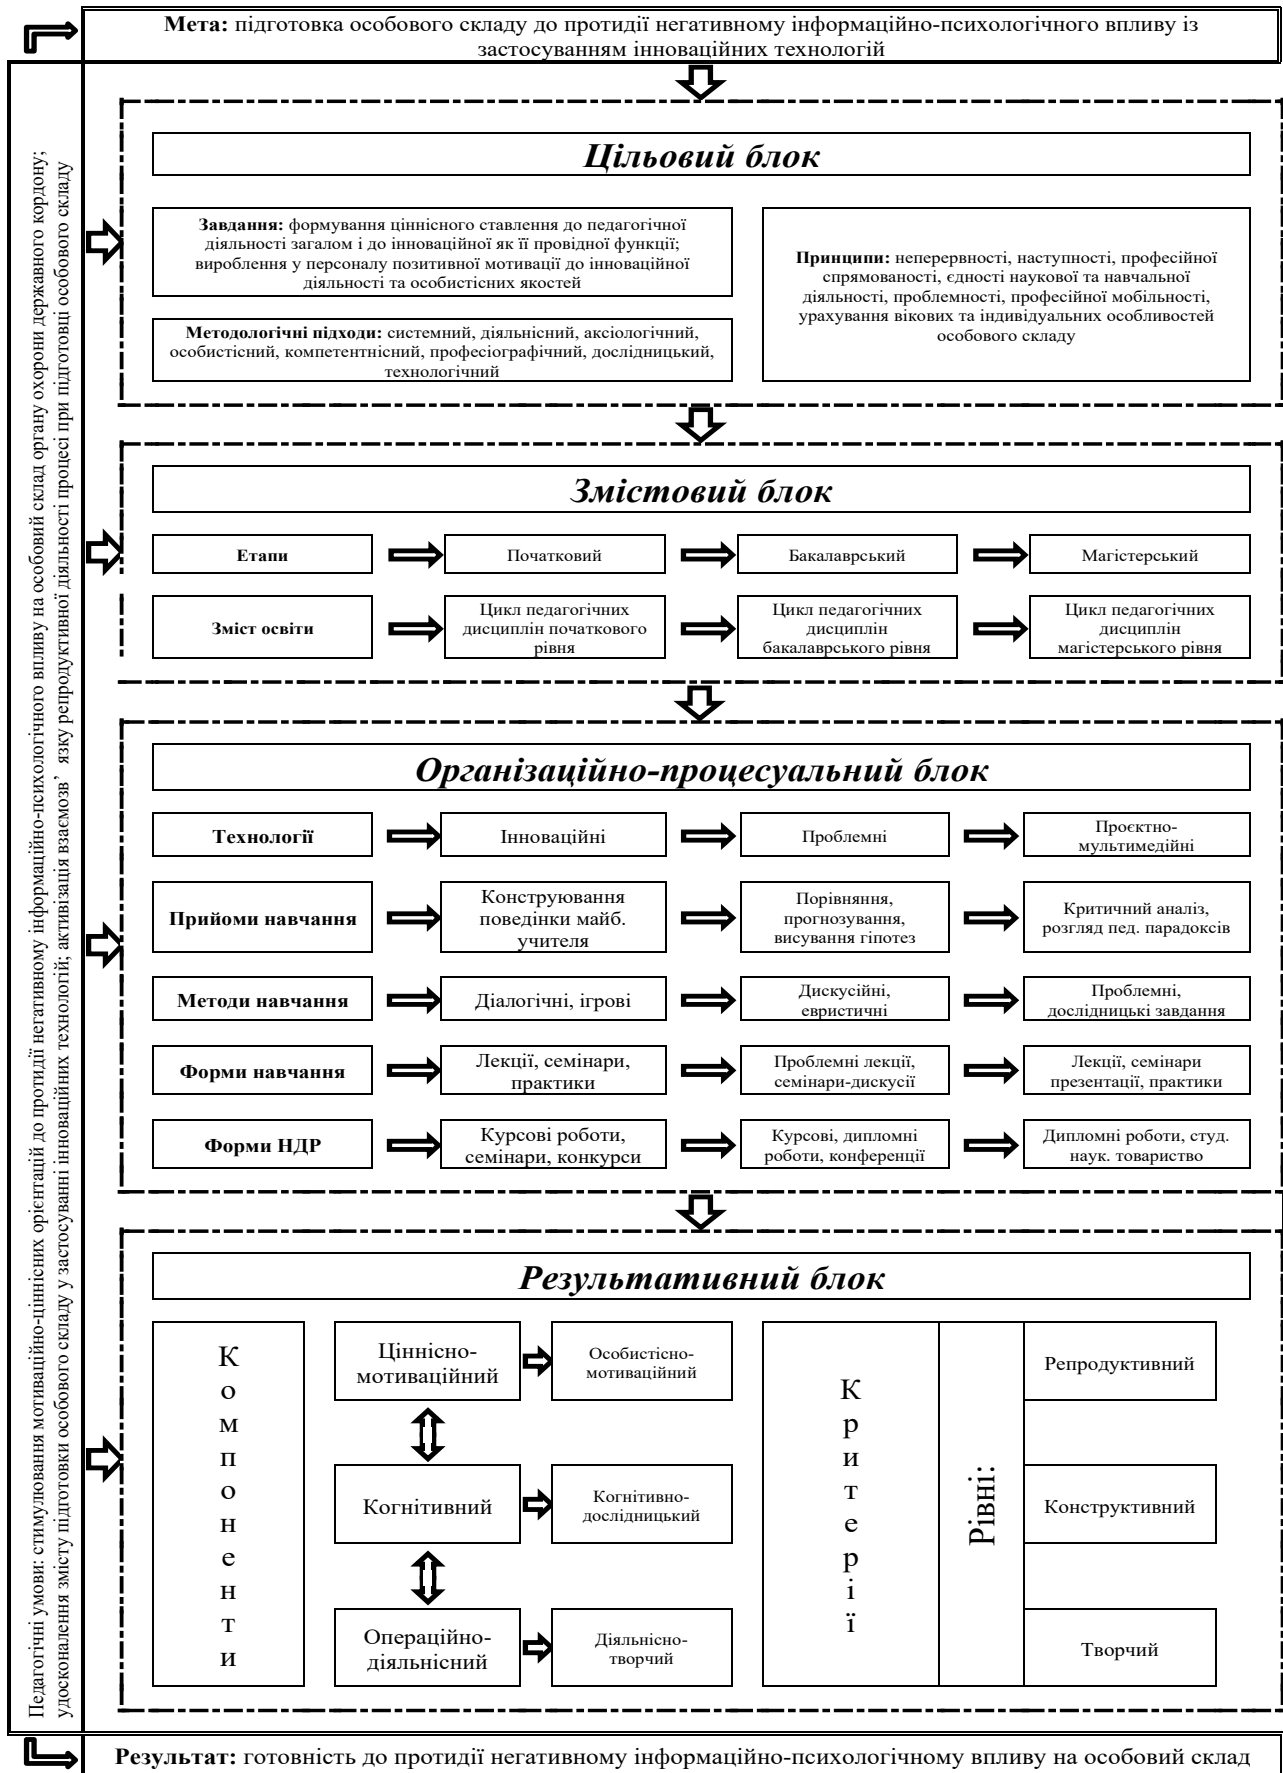 Мета: підготовка особового складу до протидії негативному інформаційно-психологічного впливу із
застосуванням інноваційних технологій
Педагогічні умови: стимулювання мотиваційно-ціннісних орієнтацій до протидії негативному інформаційно-психологічного впливу на особовий склад органу охорони державного кордону;
удосконалення змісту підготовки особового складу у застосуванні інноваційних технологій; активізація взаємозв’ язку репродуктивної діяльності процесі при підготовці особового складу
Цільовий блок
Завдання: формування ціннісного ставлення до педагогічної
діяльності загалом і до інноваційної як її провідної функції;
вироблення у персоналу позитивної мотивації до інноваційної
діяльності та особистісних якостей
Методологічні підходи: системний, діяльнісний, аксіологічний,
особистісний, компетентнісний, професіографічний, дослідницький,
технологічний
Принципи: неперервності, наступності, професійної
спрямованості, єдності наукової та навчальної
діяльності, проблемності, професійної мобільності,
урахування вікових та індивідуальних особливостей
особового складу
Змістовий блок
Етапи
Початковий
Бакалаврський
Магістерський
Зміст освіти
Цикл педагогічних
дисциплін початкового
рівня
Цикл педагогічних
дисциплін
бакалаврського рівня
Цикл педагогічних
дисциплін
магістерського рівня
Організаційно-процесуальний блок
Технології
Інноваційні
Проблемні
Проєктно-
мультимедійні
Прийоми навчання
Конструювання
поведінки майб.
учителя
Порівняння,
прогнозування,
висування гіпотез
Критичний аналіз,
розгляд пед. парадоксів
Методи навчання
Діалогічні, ігрові
Дискусійні,
евристичні
Проблемні,
дослідницькі завдання
Форми навчання
Лекції, семінари,
практики
Проблемні лекції,
семінари-дискусії
Лекції, семінари
презентації, практики
Форми НДР
Курсові роботи,
семінари, конкурси
Курсові, дипломні
роботи, конференції
Дипломні роботи, студ.
наук. товариство
Результативний блок
Компоненти
Ціннісно-
мотиваційний
Особистісно-
мотиваційний
Когнітивний
Когнітивно-
дослідницький
Операційно-
діяльнісний
Діяльнісно-
творчий
Критерії
Рівні:
Репродуктивний
Конструктивний
Творчий
Результат: готовність до протидії негативному інформаційно-психологічному впливу на особовий склад